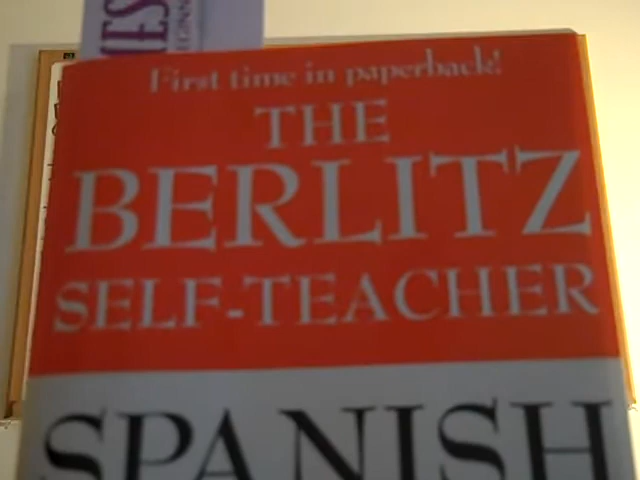 First time in paperback!
THE
BERLITZ
SELF-TEACHER
SPANISH